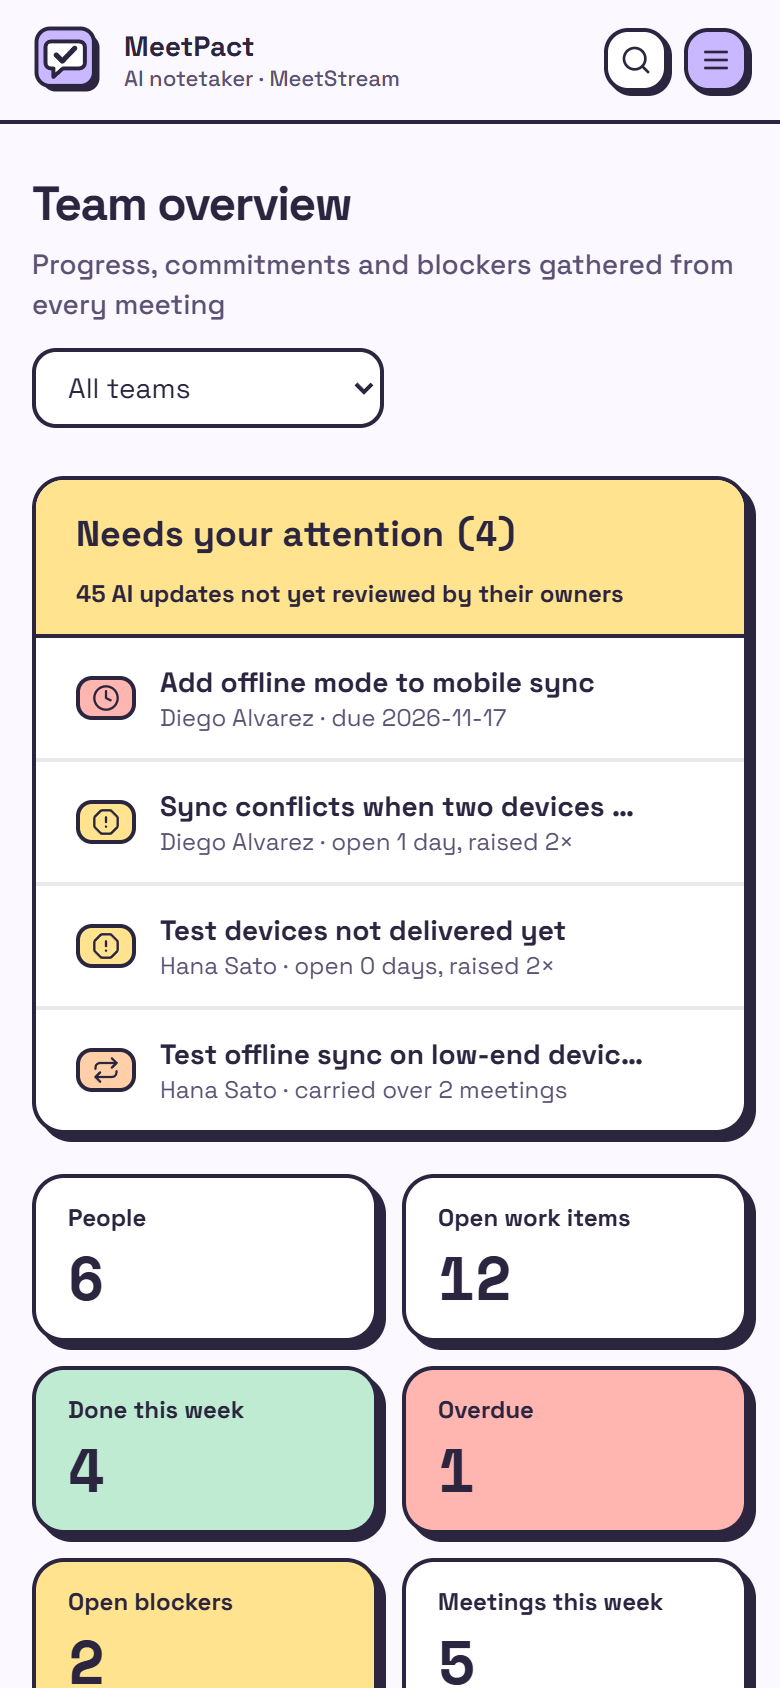 MeetPact
AI notetaker · MeetStream
Team overview
Progress, commitments and blockers gathered from
every meeting
All teams
Needs your attention (4)
45 AI updates not yet reviewed by their owners
Add offline mode to mobile sync
Diego Alvarez · due 2026-11-17
Sync conflicts when two devices ...
Diego Alvarez · open 1 day, raised 2×
Test devices not delivered yet
Hana Sato · open 0 days, raised 2×
Test offline sync on low-end devic...
Hana Sato · carried over 2 meetings
People
6
Open work items
12
Done this week
4
Overdue
1
Open blockers
2
Meetings this week
5